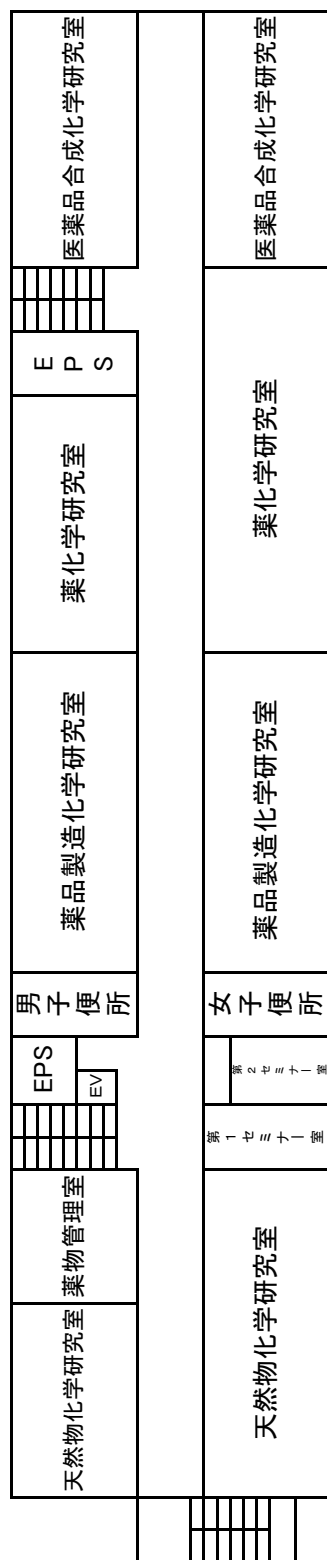 医薬品合成化学研究室
医薬品合成化学研究室
EPS
薬化学研究室
薬化学研究室
薬品製造化学研究室
薬品製造化学研究室
男子便所
女子便所
EPS
EV
第2セミナー室
第1セミナー室
薬物管理室
天然物化学研究室
天然物化学研究室